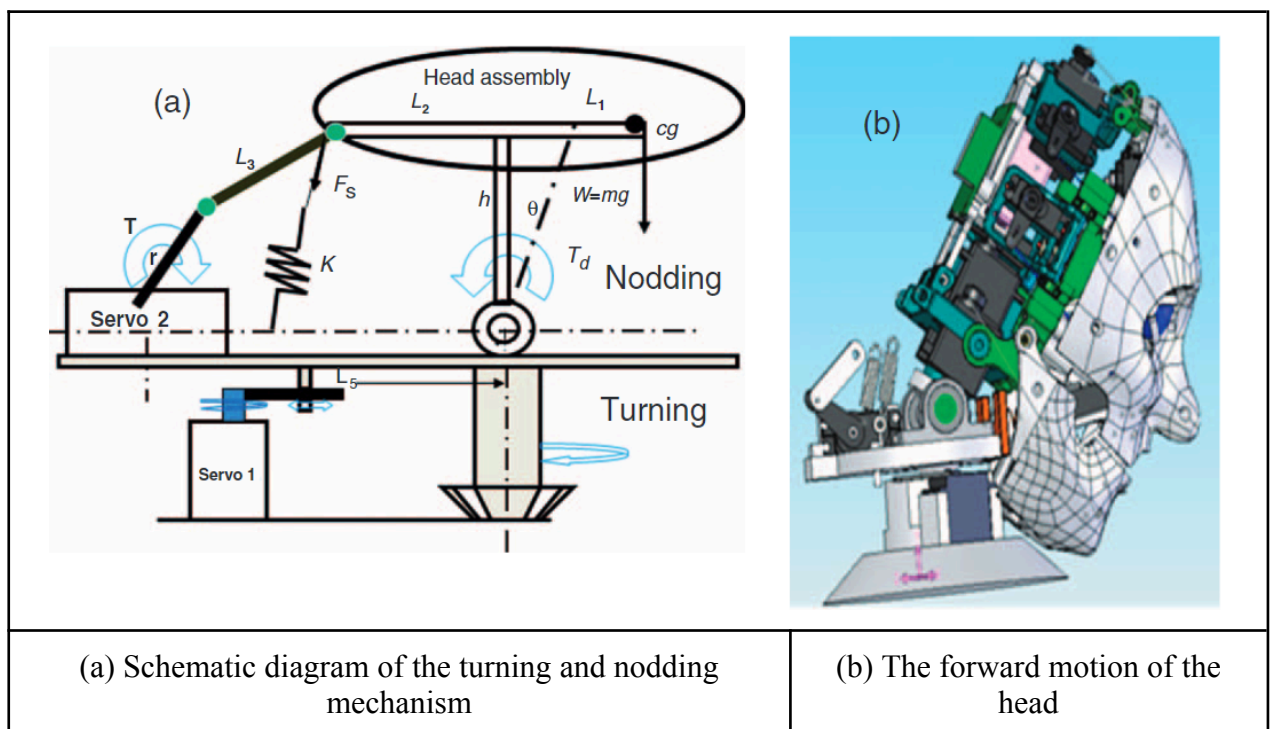 (a)
Head assembly
L2
L1
cg
L3
Fs
h
W=mg
θ
T
r
K
Td
Nodding
Servo 2
L5
Turning
Servo 1
(b)
(a) Schematic diagram of the turning and nodding
mechanism
(b) The forward motion of the
head